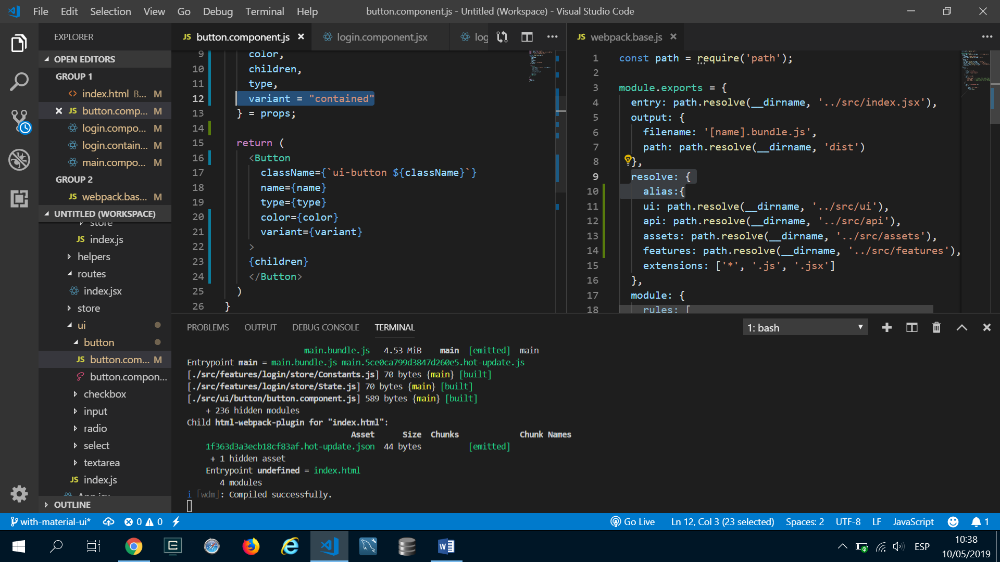 File Edit Selection View Go Debug Terminal Help
button.component.js - Untitled (Workspace) - Visual Studio Code
EXPLORER
OPEN EDITORS
GROUP 1
index.html B... M
JS button.comp... M
login.compo... M
login.contain... M
main.compo... M
GROUP 2
JS webpack.bas... M
UNTITLED (WORKSPACE)
store
JS index.js
helpers
routes
index.jsx
store
ui
button
JS button.com... M
button.compon...
checkbox
input
radio
select
textarea
JS index.js
App.jsx
OUTLINE
JS button.component.js
login.component.jsx
log
9 color,
10 children,
11 type,
12 variant = "contained"
13 } = props;
14
15 return (
16 <Button
17 className={`ui-button ${className}`}
18 name={name}
19 type={type}
20 color={color}
21 variant={variant}
22 >
23 {children}
24 </Button>
25 )
26 }
JS webpack.base.js
1 const path = require('path');
2
3 module.exports = {
4 entry: path.resolve(__dirname, '../src/index.jsx'),
5 output: {
6 filename: '[name].bundle.js',
7 path: path.resolve(__dirname, 'dist')
8 },
9 resolve: {
10 alias:{
11 ui: path.resolve(__dirname, '../src/ui'),
12 api: path.resolve(__dirname, '../src/api'),
13 assets: path.resolve(__dirname, '../src/assets'),
14 features: path.resolve(__dirname, '../src/features'),
15 extensions: ['*', '.js', '.jsx']
16 },
17 module: {
18 rules: [
PROBLEMS OUTPUT DEBUG CONSOLE TERMINAL
1: bash
main.bundle.js 4.53 MiB main [emitted] main
Entrypoint main = main.bundle.js main.5ce0ca799d3847d260e5.hot-update.js
[./src/features/login/store/Constants.js] 70 bytes {main} [built]
[./src/features/login/store/State.js] 70 bytes {main} [built]
[./src/ui/button/button.component.js] 589 bytes {main} [built]
+ 236 hidden modules
Child html-webpack-plugin for "index.html":
Asset Size Chunks Chunk Names
1f363d3a3ecb18cf83af.hot-update.json 44 bytes [emitted]
+ 1 hidden asset
Entrypoint undefined = index.html
4 modules
i ｢wdm｣: Compiled successfully.
with-material-ui* 0 0
Go Live Ln 12, Col 3 (23 selected) Spaces: 2 UTF-8 LF JavaScript 1
ESP
10:38
10/05/2019